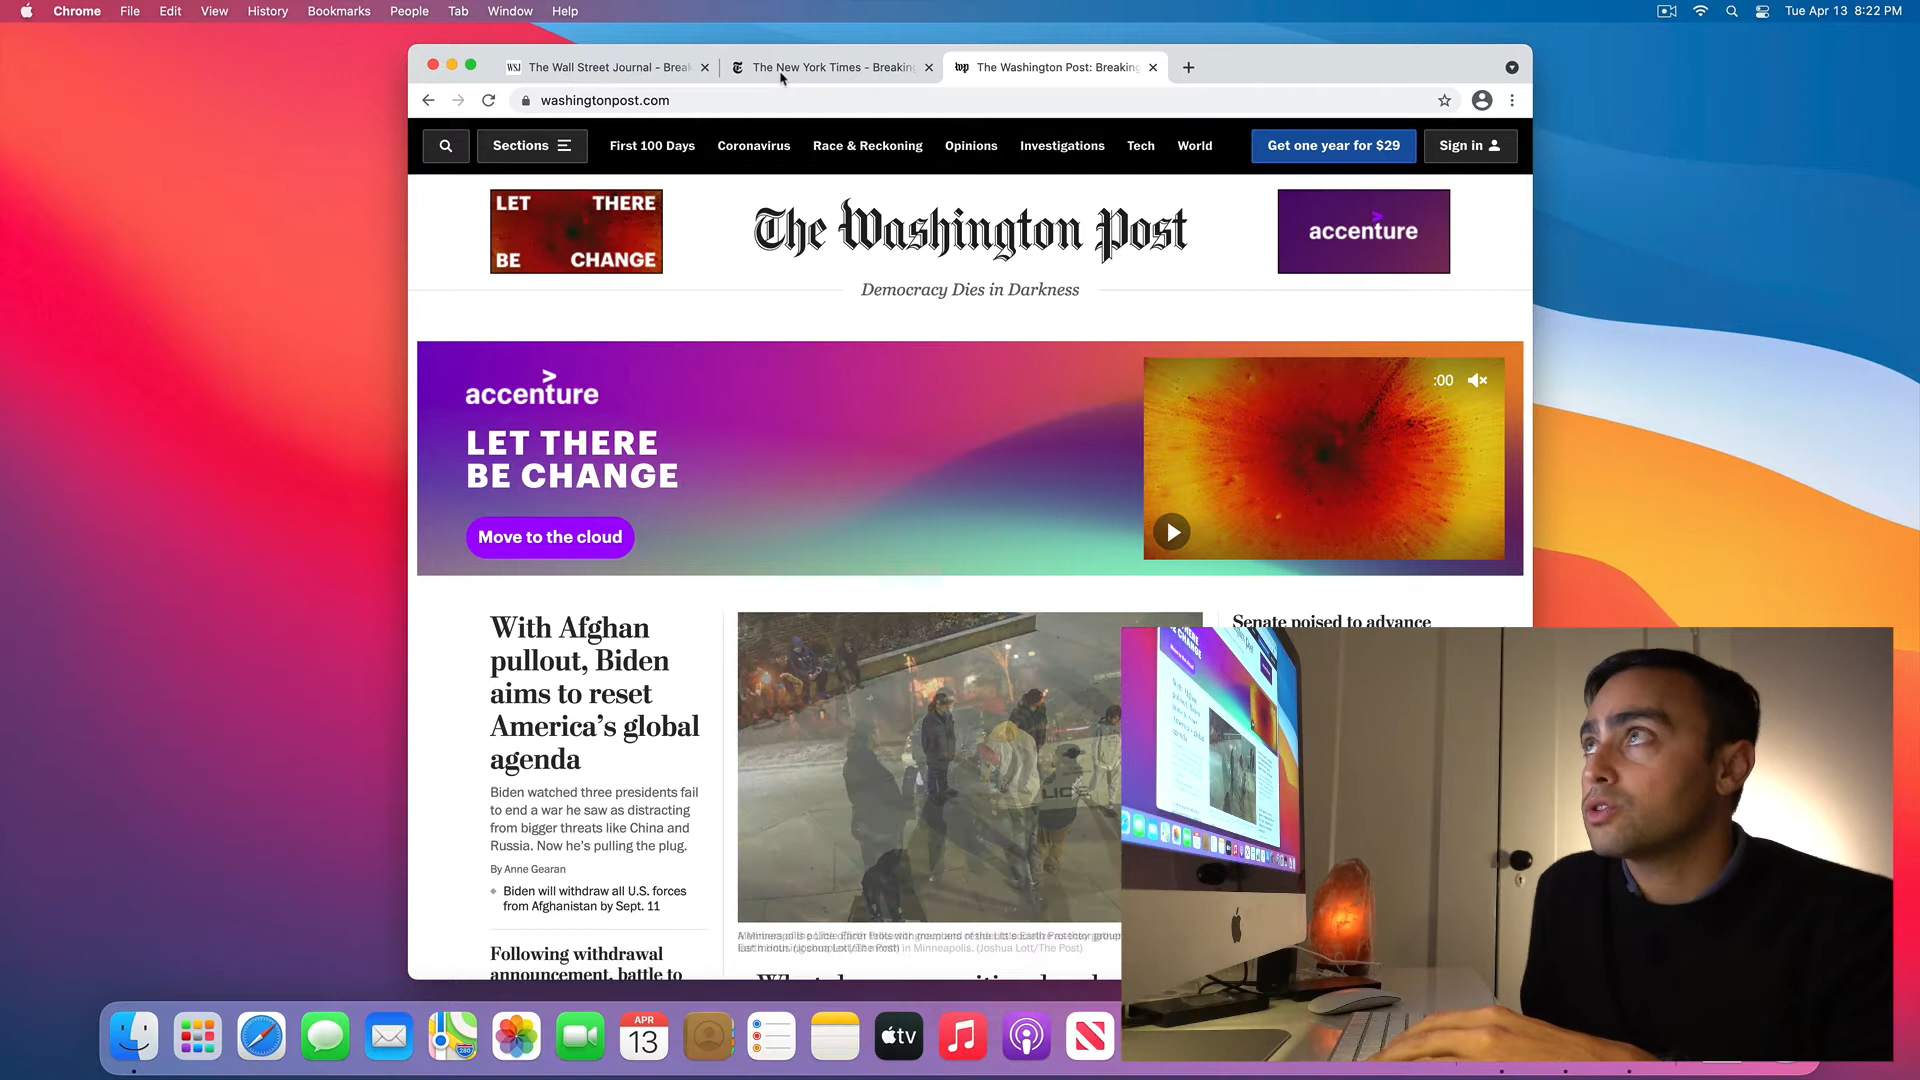 Chrome File Edit View History Bookmarks People Tab Window Help
Tue Apr 13 8:22 PM
WSJ The Wall Street Journal - Break
The New York Times - Breaking
wp The Washington Post: Breaking
washingtonpost.com
Sections First 100 Days Coronavirus Race & Reckoning Opinions Investigations Tech World Get one year for $29 Sign in
LET THERE
BE CHANGE
The Washington Post
accenture
Democracy Dies in Darkness
accenture
LET THERE
BE CHANGE
Move to the cloud
:00
With Afghan
pullout, Biden
aims to reset
America's global
agenda
Biden watched three presidents fail
to end a war he saw as distracting
from bigger threats like China and
Russia. Now he's pulling the plug.
By Anne Gearan
Biden will withdraw all U.S. forces
from Afghanistan by Sept. 11
Following withdrawal
announcement, battle to
Senate poised to advance
in Minneapolis. (Joshua Lott/The Post)
APR
13
280
tv